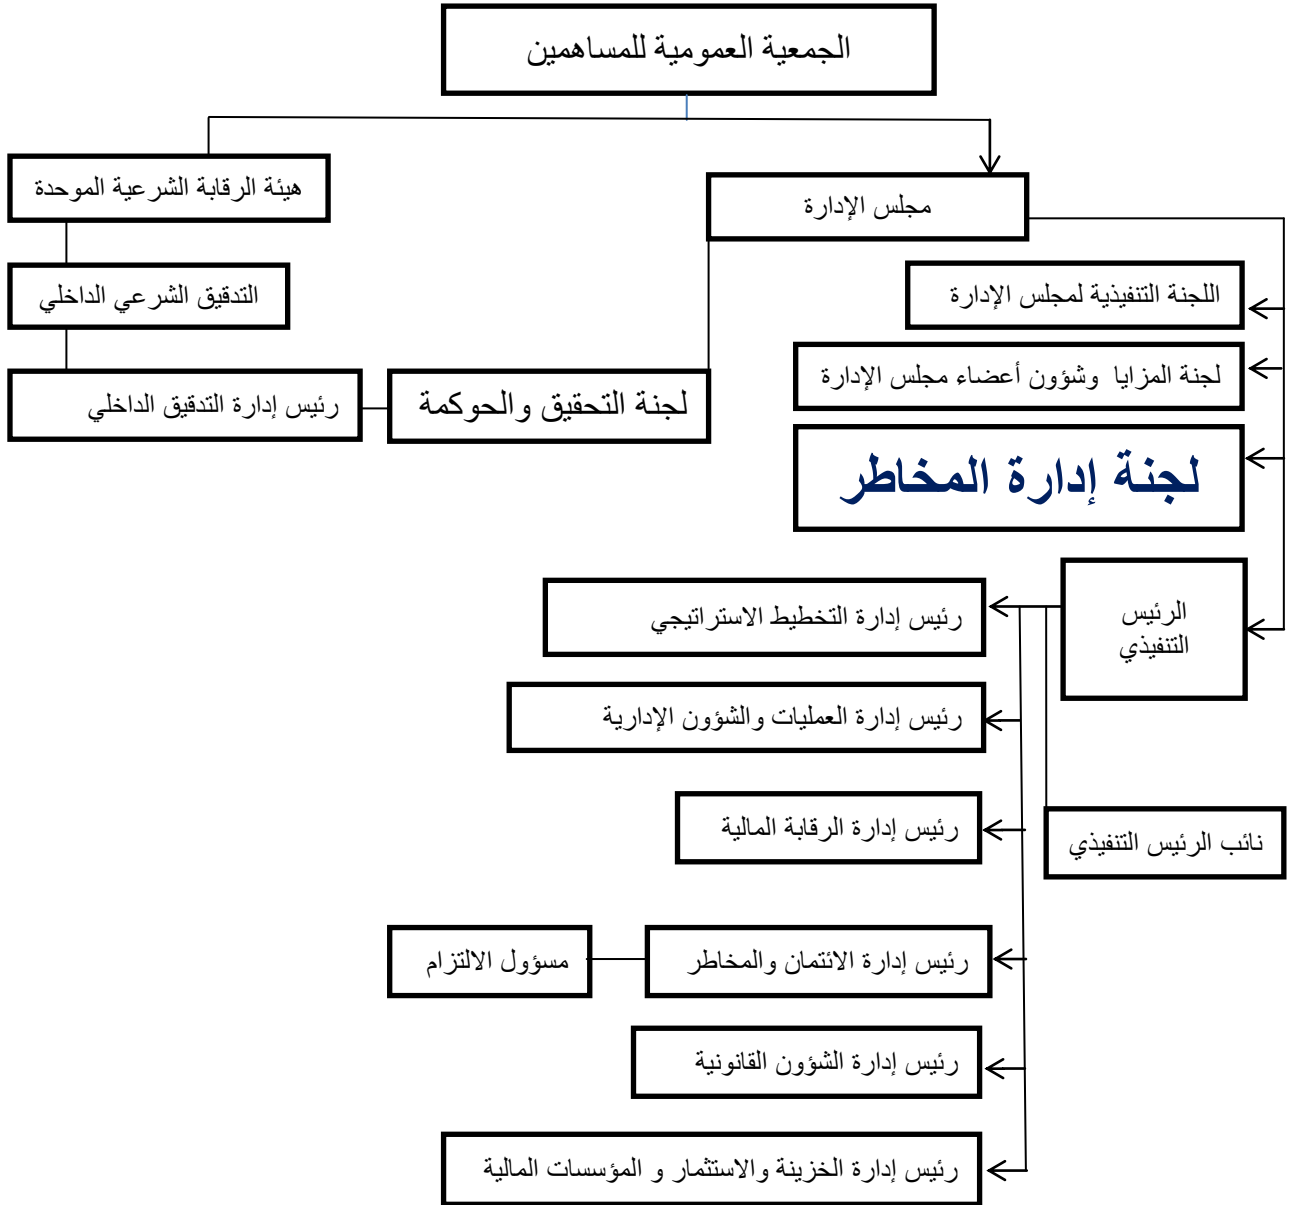 الجمعية العمومية للمساهمين
هيئة الرقابة الشرعية الموحدة
مجلس الإدارة
التدقيق الشرعي الداخلي
اللجنة التنفيذية لمجلس الإدارة
لجنة المزايا وشؤون أعضاء مجلس الإدارة
لجنة التحقيق والحوكمة
رئيس إدارة التدقيق الداخلي
لجنة إدارة المخاطر
الرئيس
التنفيذي
رئيس إدارة التخطيط الاستراتيجي
رئيس إدارة العمليات والشؤون الإدارية
نائب الرئيس التنفيذي
رئيس إدارة الرقابة المالية
رئيس إدارة الائتمان والمخاطر
مسؤول الالتزام
رئيس إدارة الشؤون القانونية
رئيس إدارة الخزينة والاستثمار و المؤسسات المالية